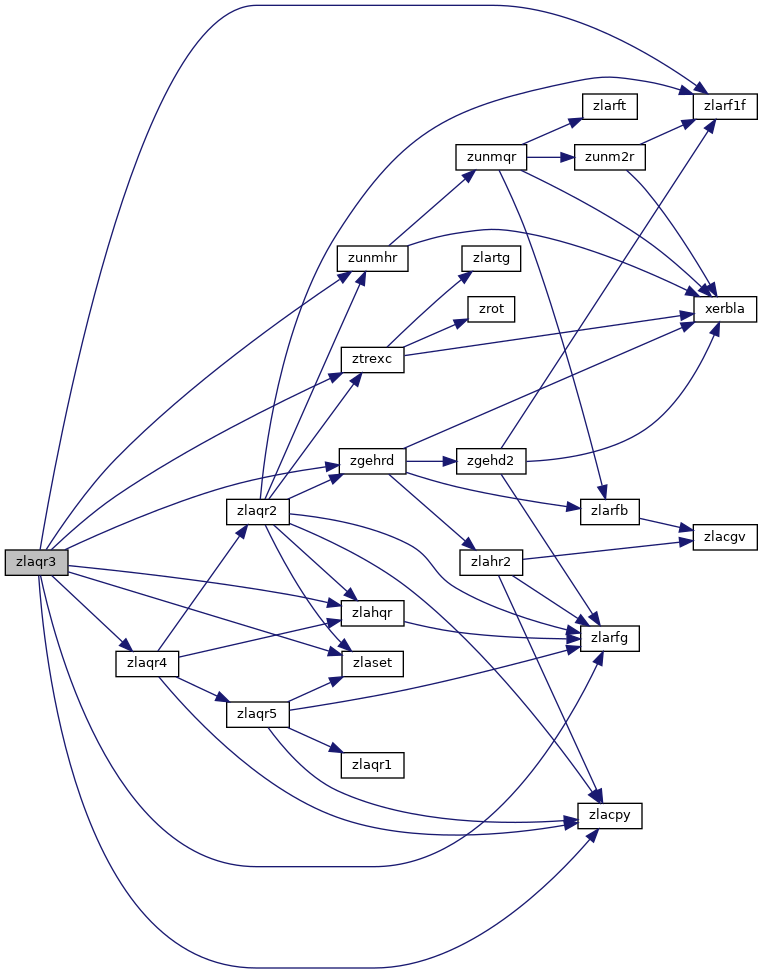 zlarf1f
zlarft
zunmqr
zunm2r
zunmhr
zlartg
xerbla
zrot
ztrexc
zgehrd
zgehd2
zlaqr2
zlarfb
zlacgv
zlaqr3
zlahr2
zlahqr
zlarfg
zlaqr4
zlaset
zlaqr5
zlaqr1
zlacpy